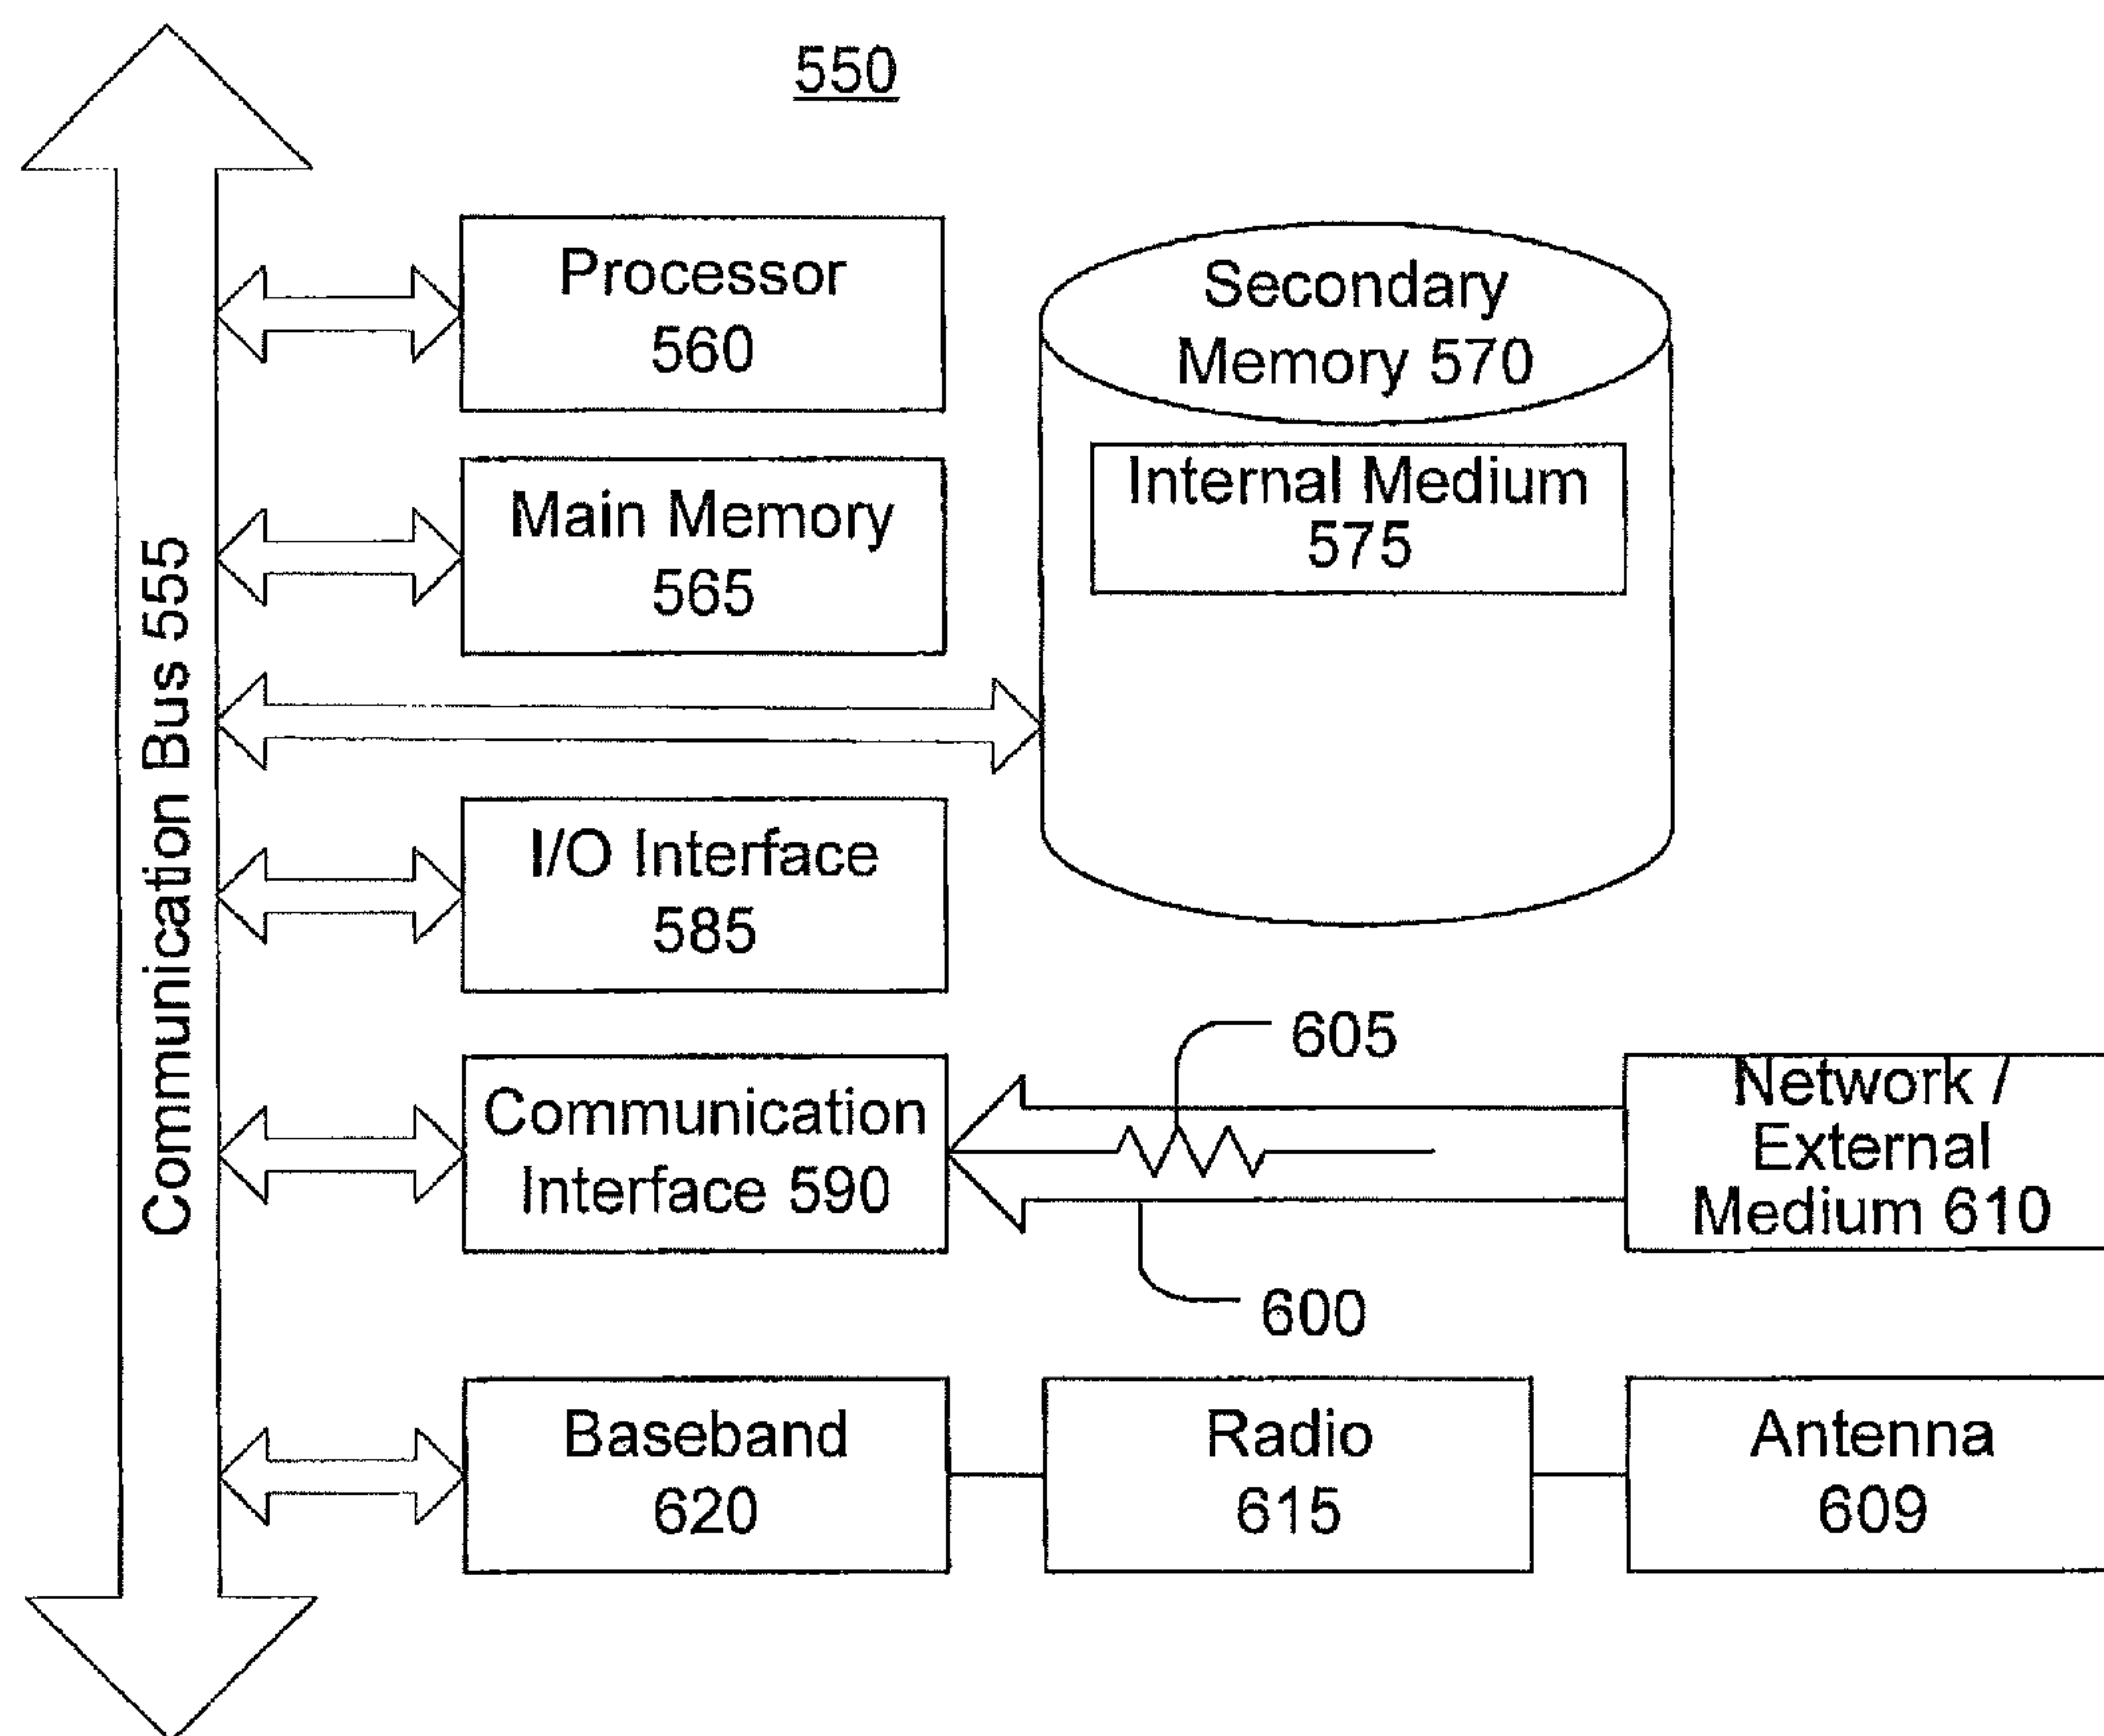 550
Communication Bus 555
Processor
560
Secondary
Memory 570
Internal Medium
575
Main Memory
565
I/O Interface
585
605
Communication
Interface 590
Network /
External
Medium 610
600
Baseband
620
Radio
615
Antenna
609